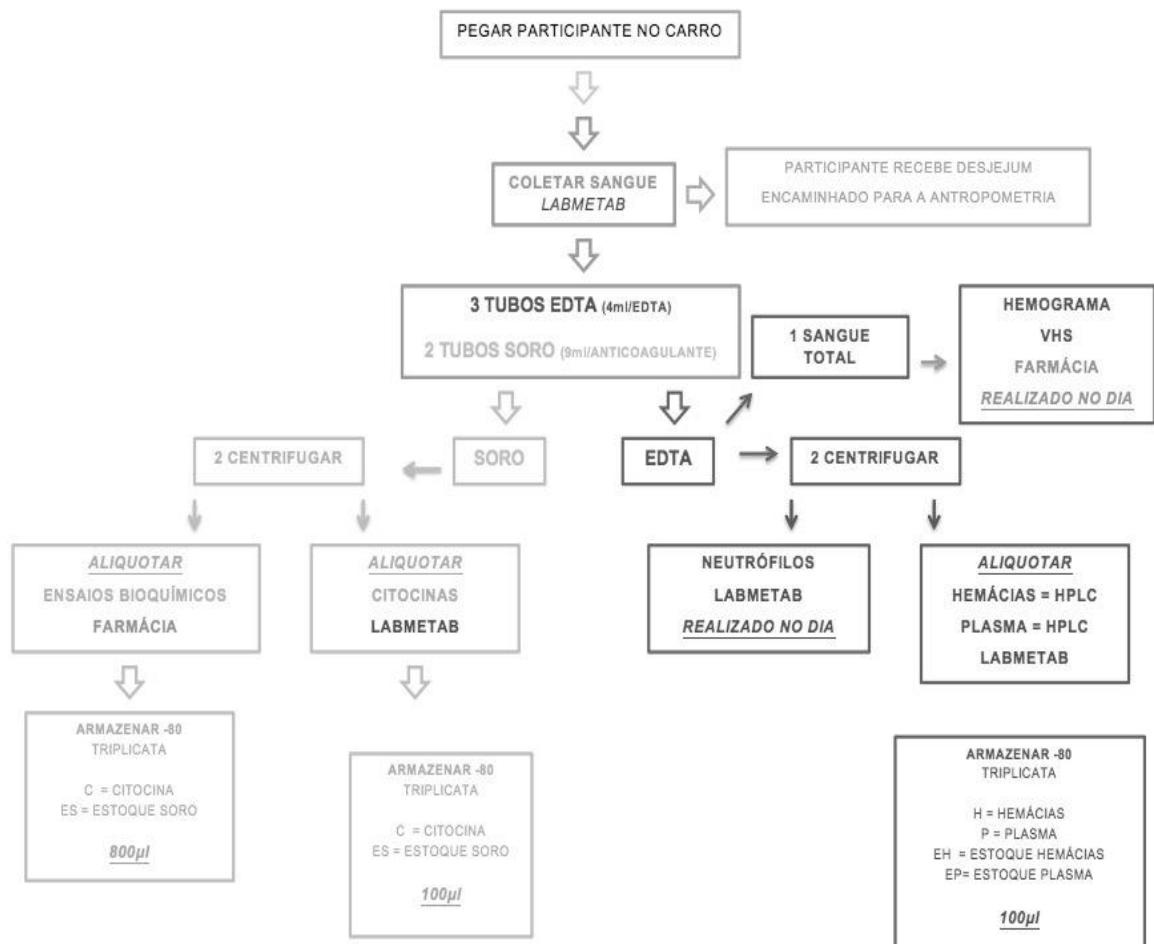 PEGAR PARTICIPANTE NO CARRO
COLETAR SANGUE
LABMETAB
PARTICIPANTE RECEBE DESJEJUM
ENCAMINHADO PARA A ANTROPOMETRIA
3 TUBOS EDTA (4ml/EDTA)
2 TUBOS SORO (9ml/ANTICOAGULANTE)
1 SANGUE
TOTAL
HEMOGRAMA
VHS
FARMÁCIA
REALIZADO NO DIA
2 CENTRIFUGAR
SORO
EDTA
2 CENTRIFUGAR
ALIQUOTAR
ENSAIOS BIOQUÍMICOS
FARMÁCIA
ALIQUOTAR
CITOCINAS
LABMETAB
NEUTRÓFILOS
LABMETAB
REALIZADO NO DIA
ALIQUOTAR
HEMÁCIAS = HPLC
PLASMA = HPLC
LABMETAB
ARMAZENAR -80
TRIPLICATA
C = CITOCINA
ES = ESTOQUE SORO
800µl
ARMAZENAR -80
TRIPLICATA
C = CITOCINA
ES = ESTOQUE SORO
100µl
ARMAZENAR -80
TRIPLICATA
H = HEMÁCIAS
P = PLASMA
EH = ESTOQUE HEMÁCIAS
EP= ESTOQUE PLASMA
100µl